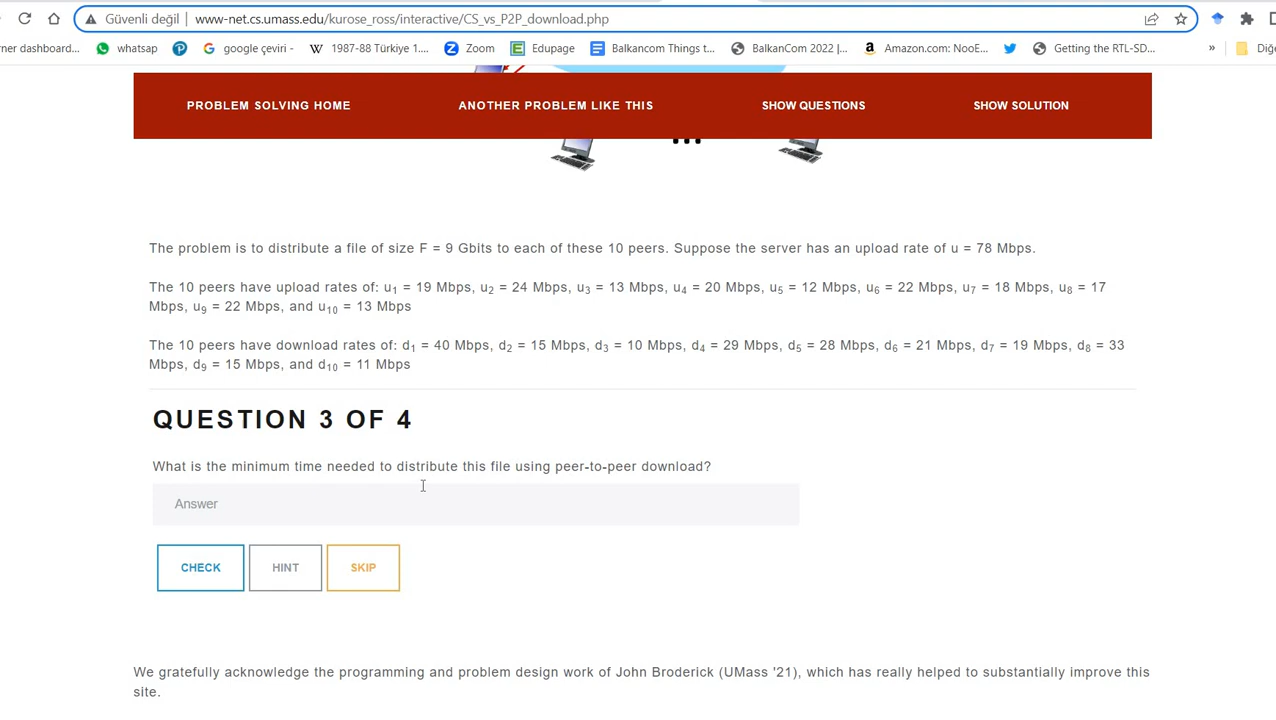 Güvenli değil | www-net.cs.umass.edu/kurose_ross/interactive/CS_vs_P2P_download.php
rner dashboard... whatsap google çeviri - 1987-88 Türkiye 1.... Zoom Edupage Balkancom Things t... BalkanCom 2022 |... Amazon.com: NooE... Getting the RTL-SD... » Diğe
PROBLEM SOLVING HOME ANOTHER PROBLEM LIKE THIS SHOW QUESTIONS SHOW SOLUTION
The problem is to distribute a file of size F = 9 Gbits to each of these 10 peers. Suppose the server has an upload rate of u = 78 Mbps.
The 10 peers have upload rates of: u1 = 19 Mbps, u2 = 24 Mbps, u3 = 13 Mbps, u4 = 20 Mbps, u5 = 12 Mbps, u6 = 22 Mbps, u7 = 18 Mbps, u8 = 17
Mbps, u9 = 22 Mbps, and u10 = 13 Mbps
The 10 peers have download rates of: d1 = 40 Mbps, d2 = 15 Mbps, d3 = 10 Mbps, d4 = 29 Mbps, d5 = 28 Mbps, d6 = 21 Mbps, d7 = 19 Mbps, d8 = 33
Mbps, d9 = 15 Mbps, and d10 = 11 Mbps
QUESTION 3 OF 4
What is the minimum time needed to distribute this file using peer-to-peer download?
Answer
CHECK HINT SKIP
We gratefully acknowledge the programming and problem design work of John Broderick (UMass '21), which has really helped to substantially improve this
site.